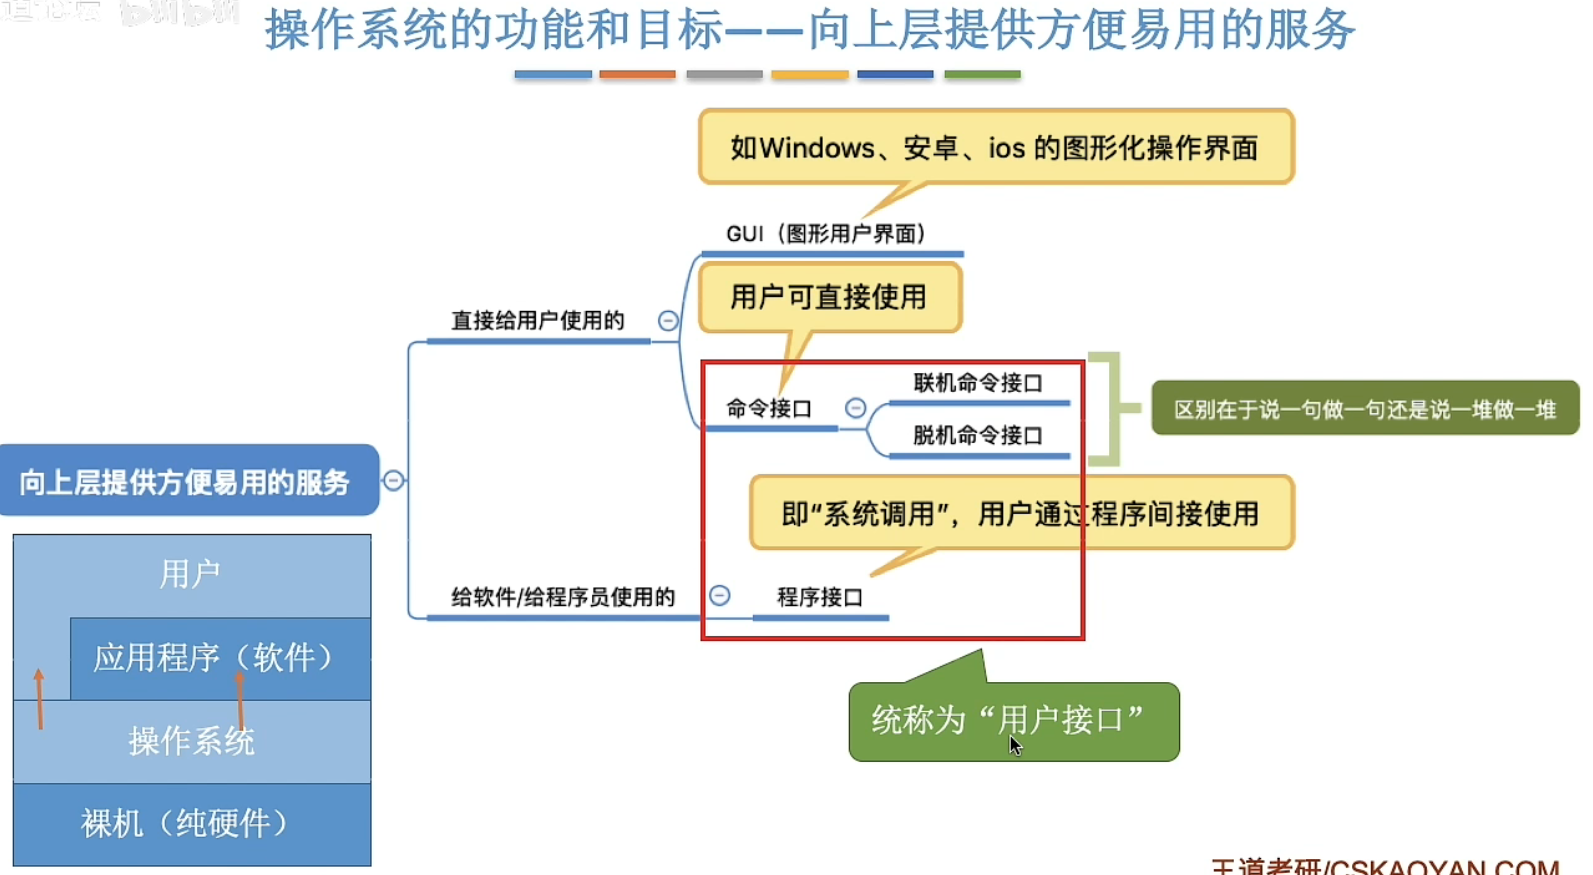 操作系统的功能和目标——向上层提供方便易用的服务
如Windows、安卓、ios 的图形化操作界面
GUI（图形用户界面）
用户可直接使用
直接给用户使用的
联机命令接口
命令接口
脱机命令接口
区别在于说一句做一句还是说一堆做一堆
向上层提供方便易用的服务
即“系统调用”，用户通过程序间接使用
给软件/给程序员使用的
程序接口
统称为“用户接口”
用户
应用程序（软件）
操作系统
裸机（纯硬件）
王道考研/CSKAOYAN.COM